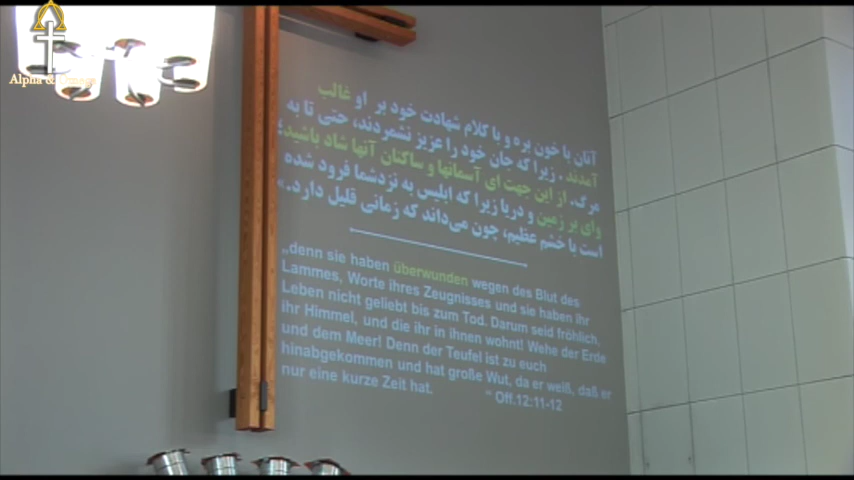 Alpha & Omega
آنان با خون بره و با کلام شهادت خود بر او غالب
آمدند. زیرا که جان خود را عزیز نشمردند، حتی تا به
مرگ. از این جهت ای آسمانها و ساکنان آنها شاد باشید؛
وای بر زمین و دریا زیرا که ابلیس به نزدشما فرود شده
است با خشم عظیم، چون می‌داند که زمانی قلیل دارد.»
„denn sie haben überwunden wegen des Blut des
Lammes, Worte ihres Zeugnisses und sie haben ihr
Leben nicht geliebt bis zum Tod. Darum seid fröhlich,
ihr Himmel, und die ihr in ihnen wohnt! Wehe der Erde
und dem Meer! Denn der Teufel ist zu euch
hinabgekommen und hat große Wut, da er weiß, daß er
nur eine kurze Zeit hat. “ Off.12:11-12